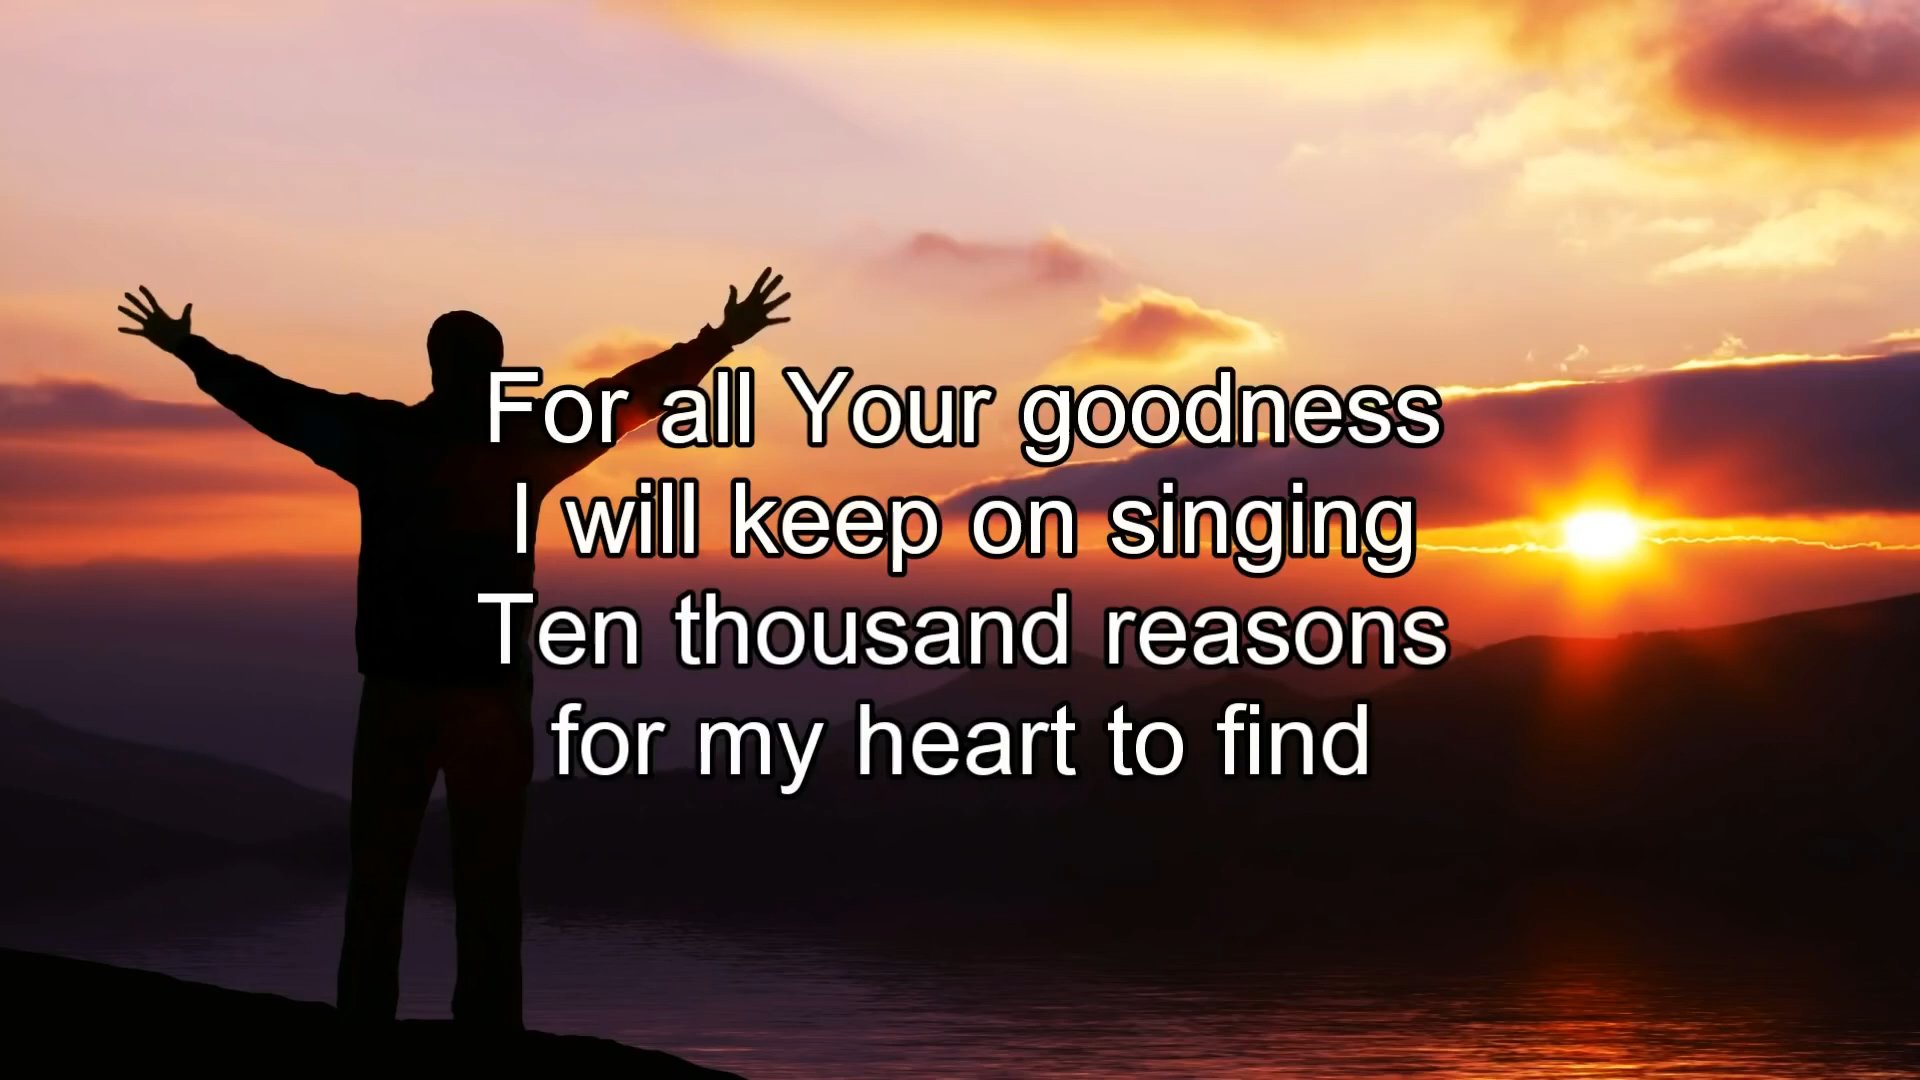 For all Your goodness
I will keep on singing
Ten thousand reasons
for my heart to find